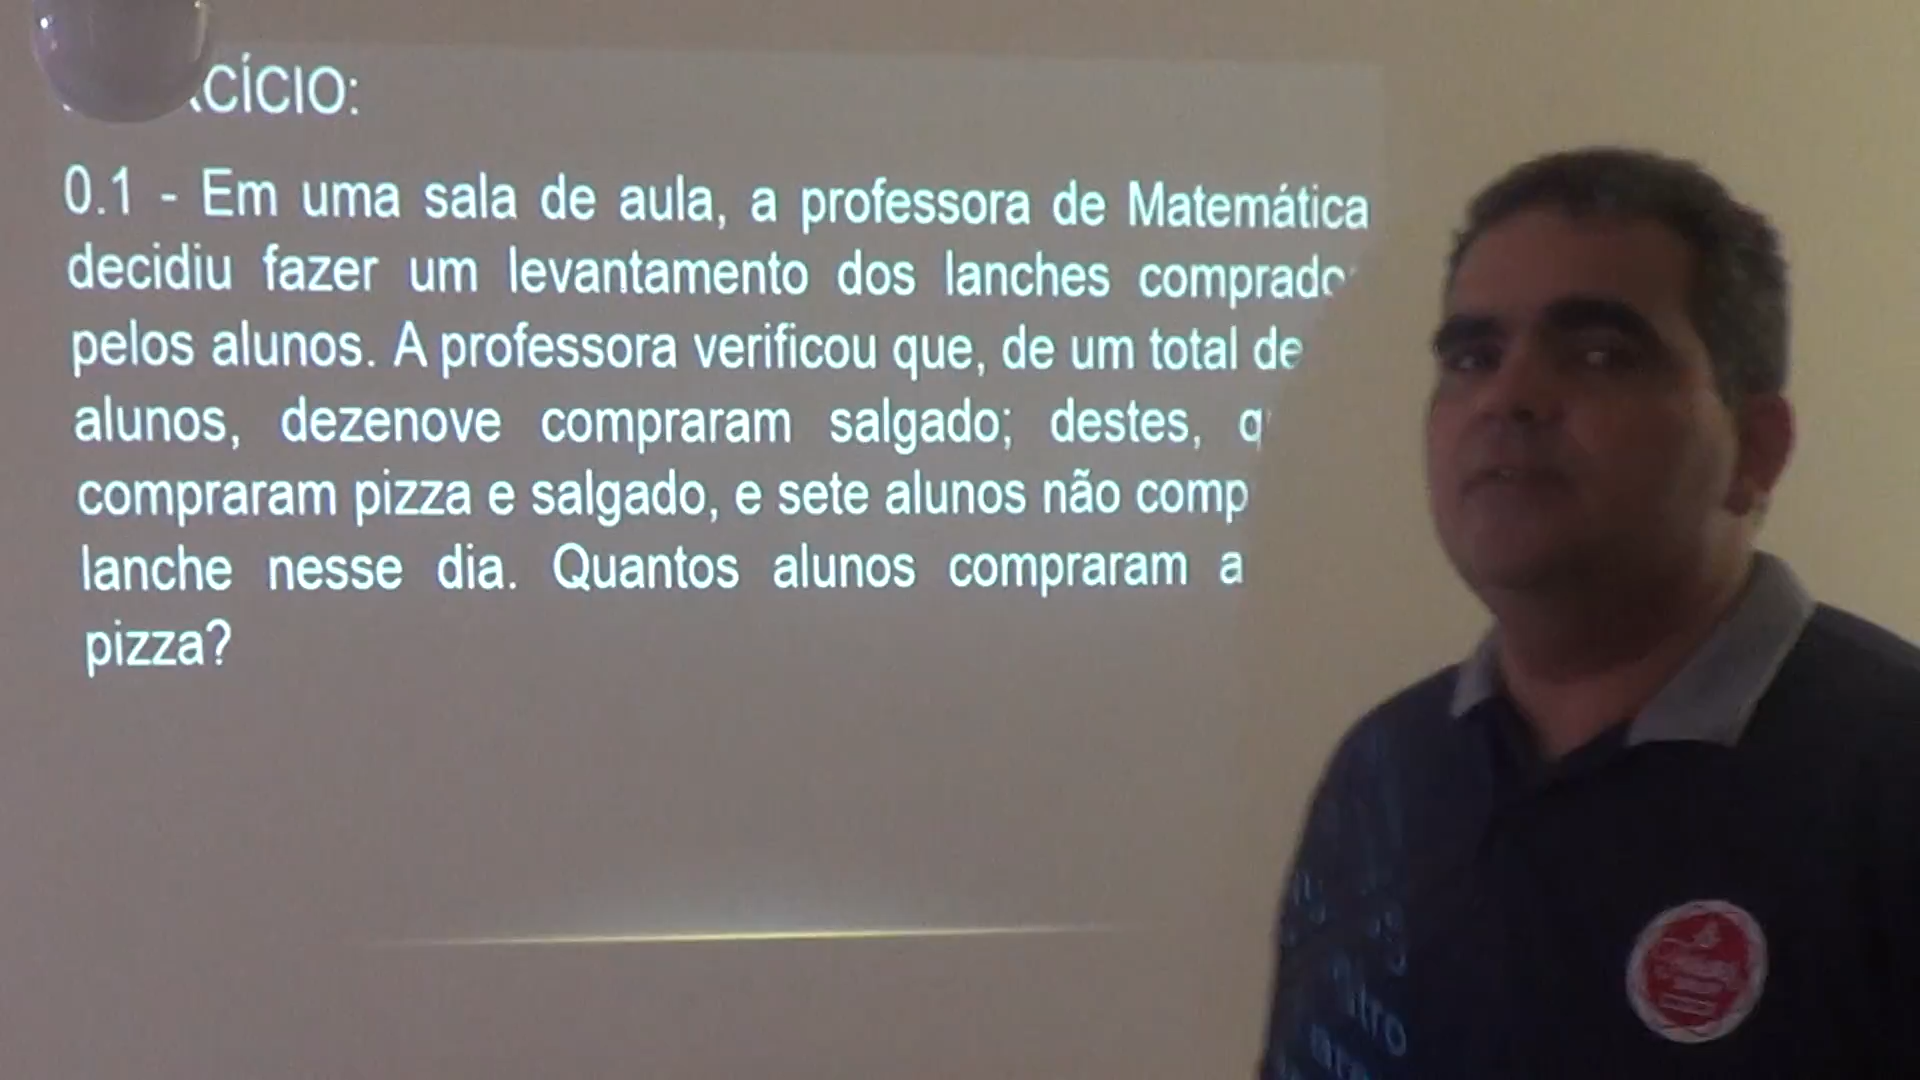 CÍCIO:
0.1 - Em uma sala de aula, a professora de Matemática
decidiu fazer um levantamento dos lanches comprado
pelos alunos. A professora verificou que, de um total de
alunos, dezenove compraram salgado; destes,
compraram pizza e salgado, e sete alunos não comp
lanche nesse dia. Quantos alunos compraram a
pizza?